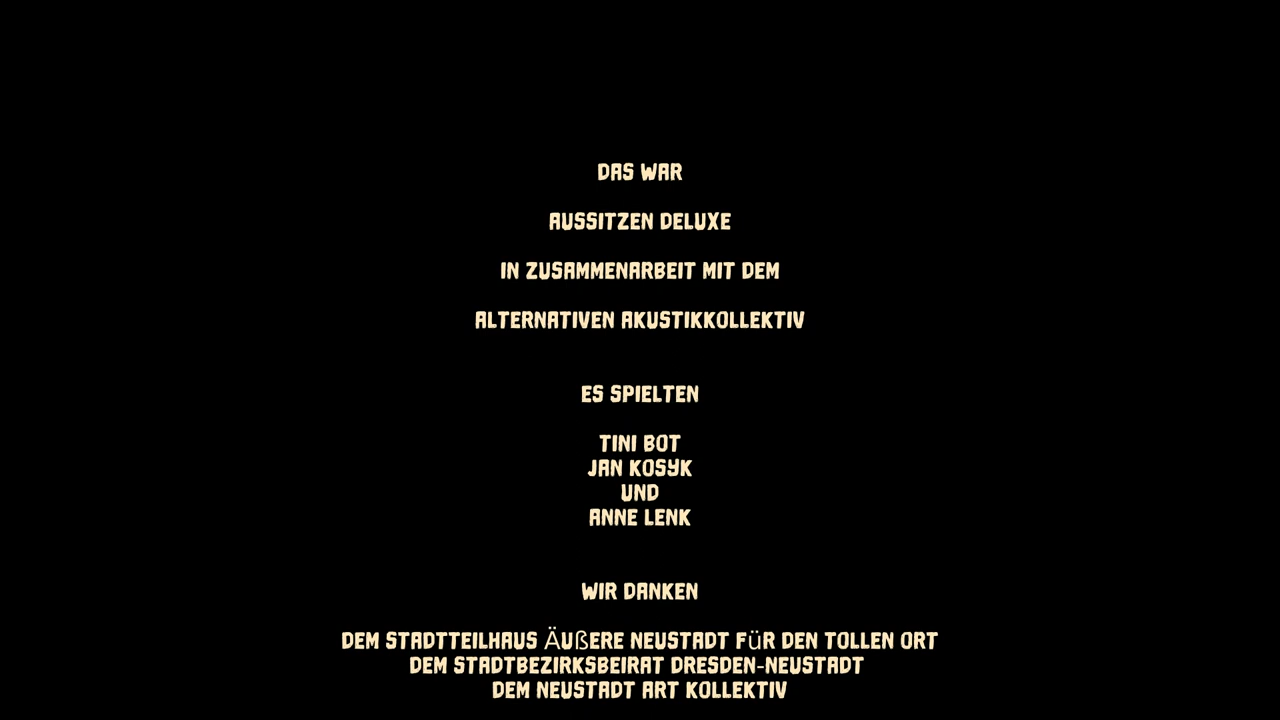 DAS WAR
AUSSITZEN DELUXE
IN ZUSAMMENARBEIT MIT DEM
ALTERNATIVEN AKUSTIKKOLLEKTIV
ES SPIELTEN
TINI BOT
JAN KOSYK
UND
ANNE LENK
WIR DANKEN
DEM STADTTEILHAUS ÄUßERE NEUSTADT FüR DEN TOLLEN ORT
DEM STADTBEZIRKSBEIRAT DRESDEN-NEUSTADT
DEM NEUSTADT ART KOLLEKTIV